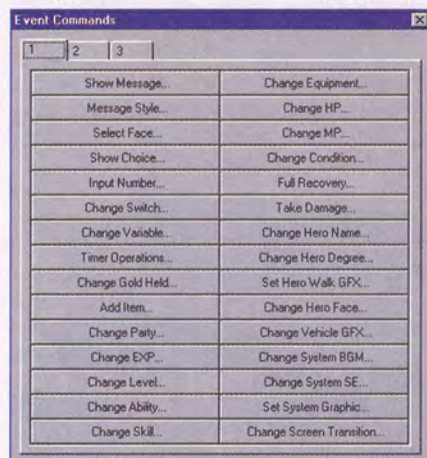 Event Commands
1 2 3
Show Message...
Message Style...
Select Face...
Show Choice...
Input Number...
Change Switch...
Change Variable...
Timer Operations...
Change Gold Held...
Add Item...
Change Party...
Change EXP...
Change Level...
Change Ability...
Change Skill...
Change Equipment...
Change HP...
Change MP...
Change Condition...
Full Recovery...
Take Damage...
Change Hero Name...
Change Hero Degree...
Set Hero Walk GFX...
Change Hero Face...
Change Vehicle GFX...
Change System BGM...
Change System SE...
Set System Graphic...
Change Screen Transition...